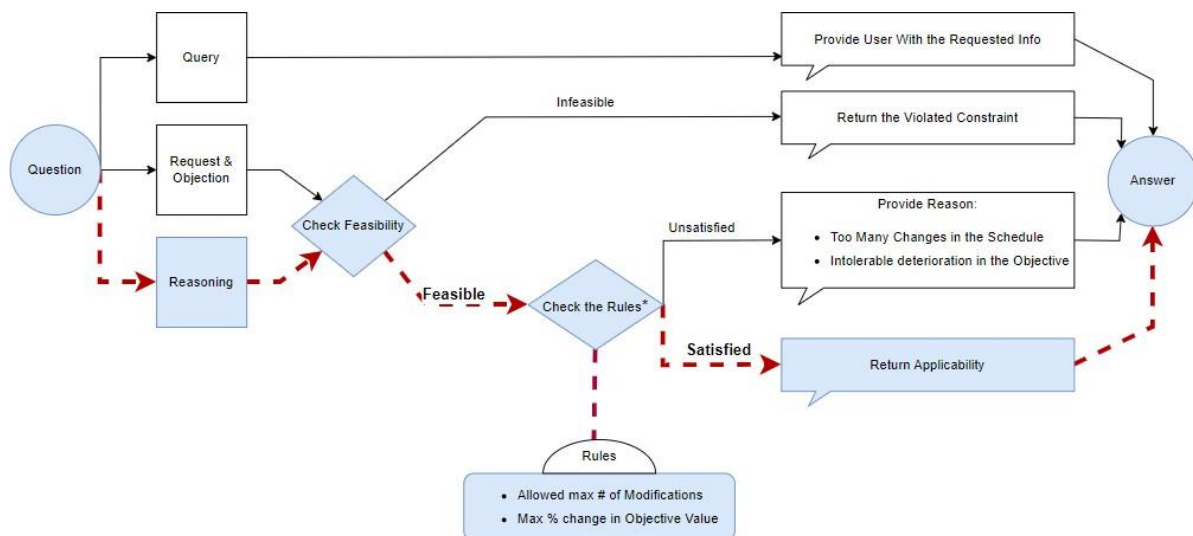 Query
Provide User With the Requested Info
Infeasible
Return the Violated Constraint
Question
Request &
Objection
Answer
Check Feasibility
Unsatisfied
Provide Reason:
• Too Many Changes in the Schedule
• Intolerable deterioration in the Objective
Reasoning
Feasible
Check the Rules*
Satisfied
Return Applicability
Rules
• Allowed max # of Modifications
• Max % change in Objective Value